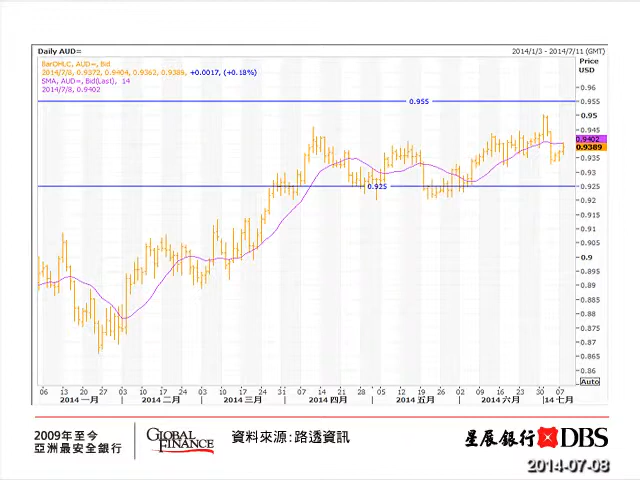 Daily AUD=
2014/1/3 - 2014/7/11 (GMT)
BarOHLC, AUD=, Bid
2014/7/8, 0.9372, 0.9404, 0.9362, 0.9389, +0.0017, (+0.18%)
SMA, AUD=, Bid(Last), 14
2014/7/8, 0.9402
Price
USD
0.96
0.955
0.955
0.95
0.945
0.9402
0.9389
0.935
0.93
0.925
0.925
0.92
0.915
0.91
0.905
0.9
0.895
0.89
0.885
0.88
0.875
0.87
0.865
0.86
Auto
06 13 20 27 03 10 17 24 03 10 17 24 31 07 14 21 28 05 12 19 26 02 09 16 23 30 07
2014 一月 2014 二月 2014 三月 2014 四月 2014 五月 2014 六月 14 七月
2009年至今
亞洲最安全銀行
GLOBAL
FINANCE
資料來源:路透資訊
星辰銀行 DBS
2014-07-08